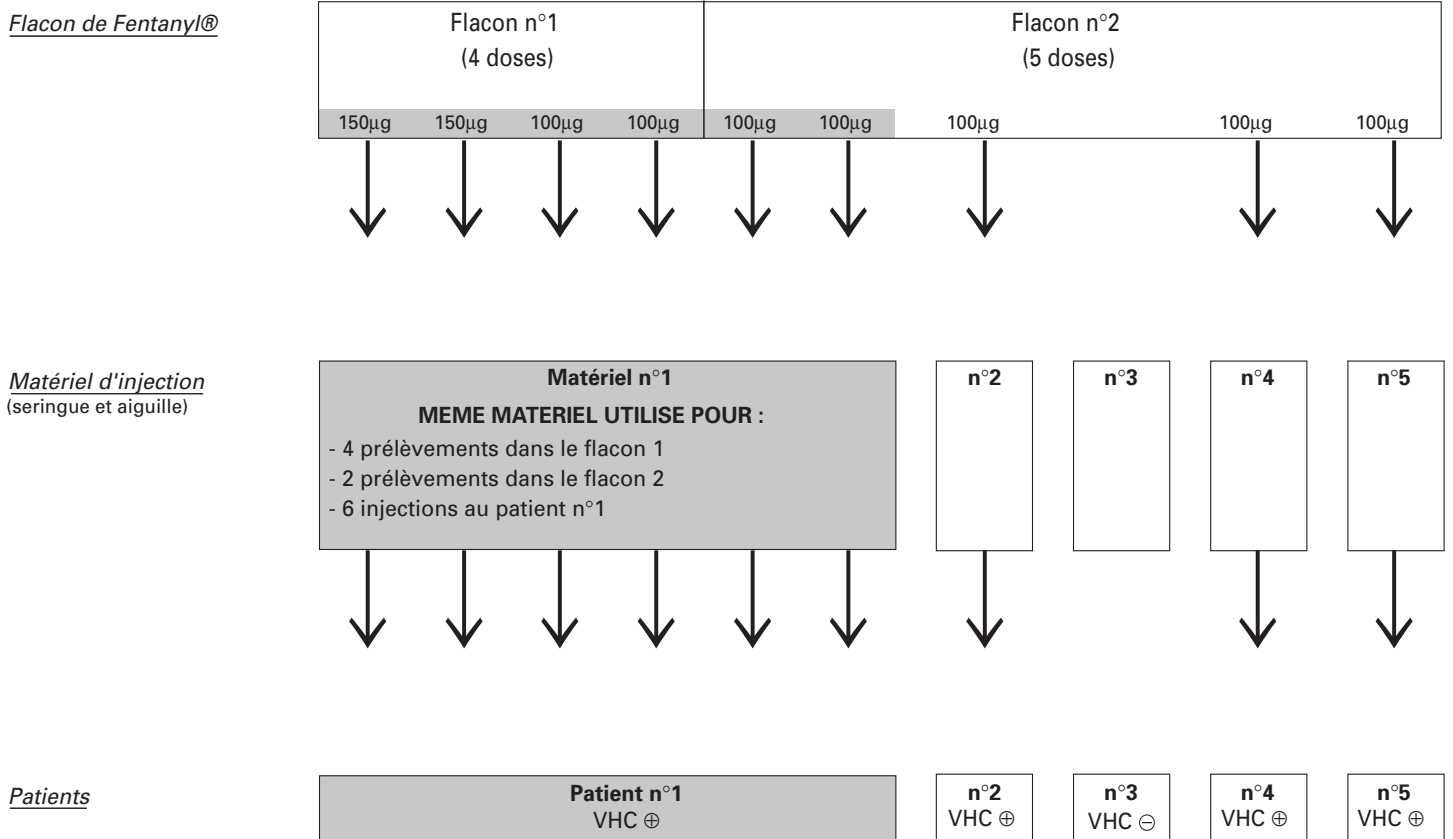 Flacon de Fentanyl®
Flacon n°1
(4 doses)
Flacon n°2
(5 doses)
150µg 150µg 100µg 100µg 100µg 100µg 100µg 100µg 100µg
Matériel d'injection
(seringue et aiguille)
Matériel n°1
MEME MATERIEL UTILISE POUR :
- 4 prélèvements dans le flacon 1
- 2 prélèvements dans le flacon 2
- 6 injections au patient n°1
n°2
n°3
n°4
n°5
Patients
Patient n°1
VHC ⊕
n°2
VHC ⊕
n°3
VHC ⊖
n°4
VHC ⊕
n°5
VHC ⊕